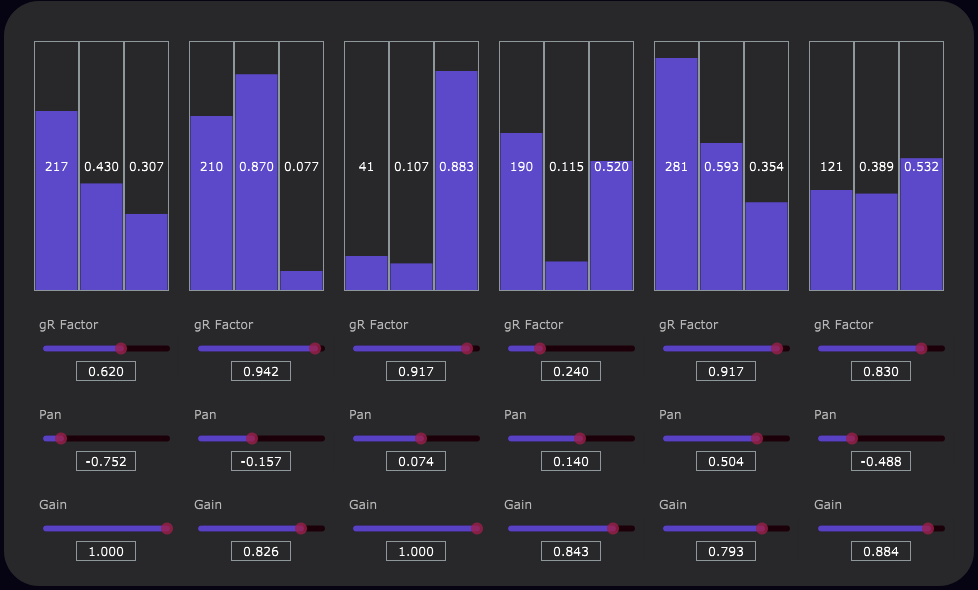 217 0.430 0.307 210 0.870 0.077 41 0.107 0.883 190 0.115 0.520 281 0.593 0.354 121 0.389 0.532
gR Factor gR Factor gR Factor gR Factor gR Factor gR Factor
0.620 0.942 0.917 0.240 0.917 0.830
Pan Pan Pan Pan Pan Pan
-0.752 -0.157 0.074 0.140 0.504 -0.488
Gain Gain Gain Gain Gain Gain
1.000 0.826 1.000 0.843 0.793 0.884